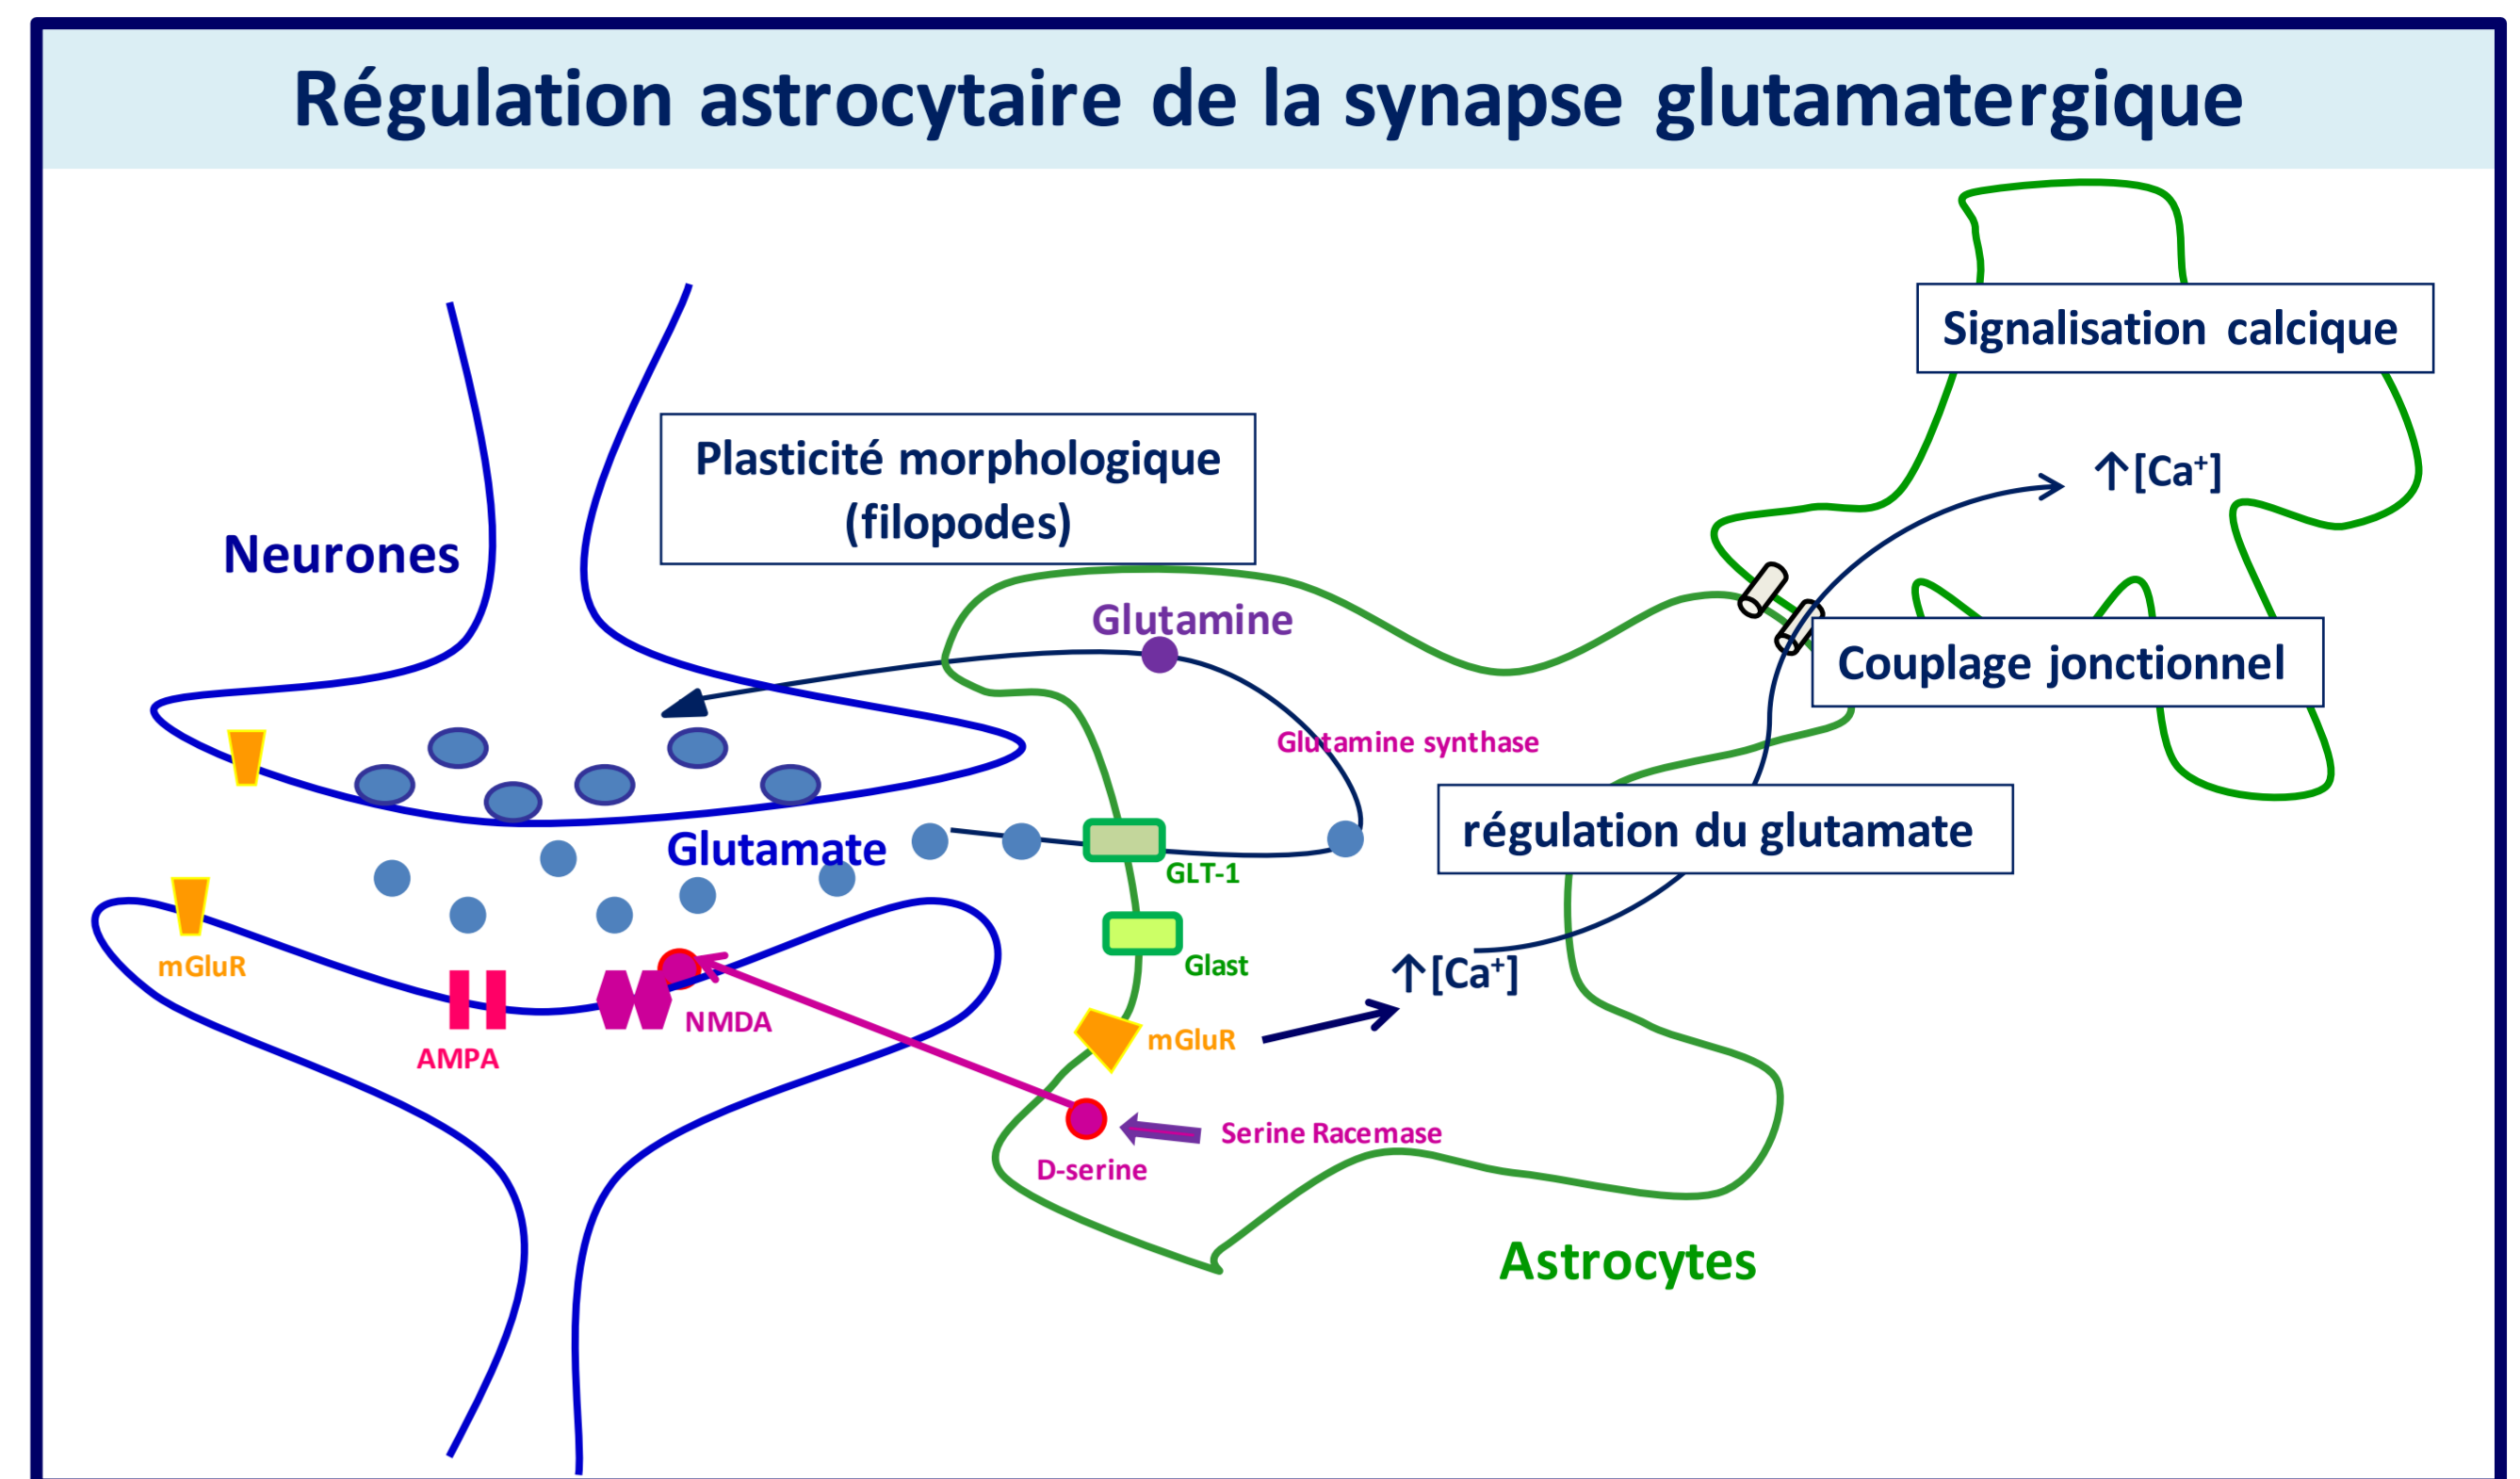 Régulation astrocytaire de la synapse glutamatergique
Signalisation calcique
Plasticité morphologique
(filopodes)
↑[Ca⁺]
Neurones
Glutamine
Couplage jonctionnel
Glutamine synthase
régulation du glutamate
Glutamate
GLT-1
mGluR
Glast
↑[Ca⁺]
NMDA
mGluR
AMPA
Serine Racemase
D-serine
Astrocytes